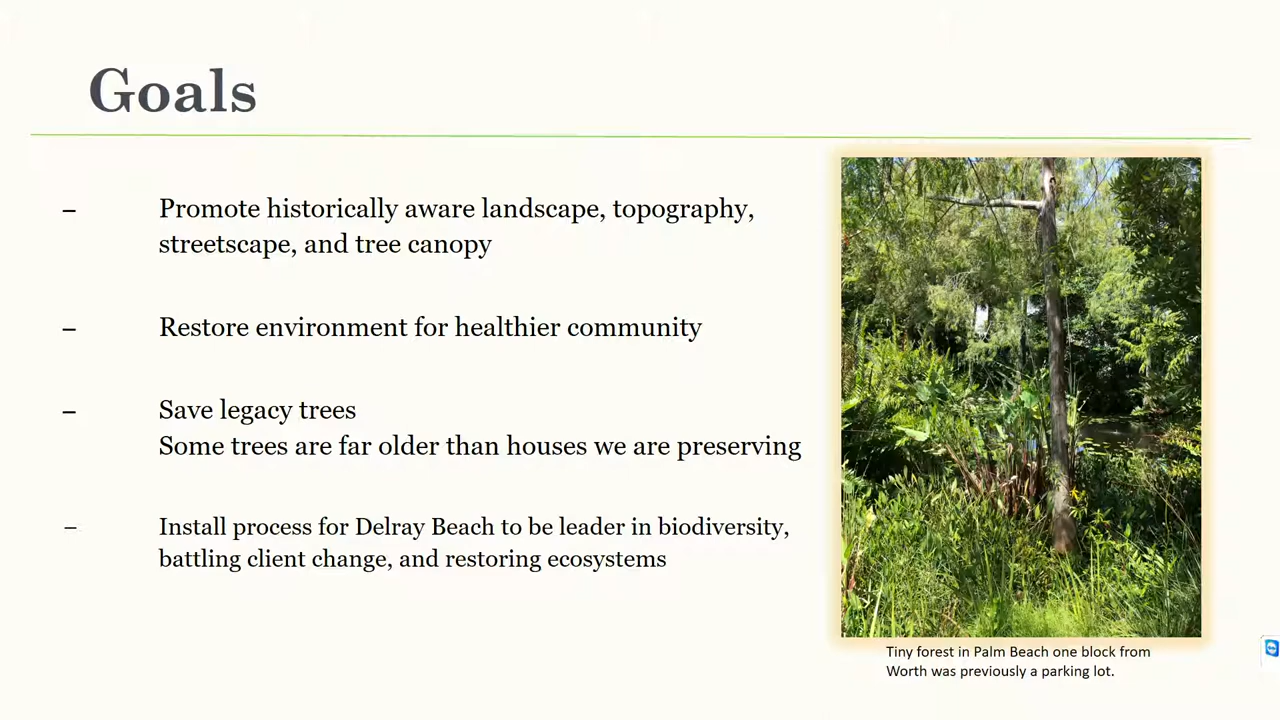 Goals
– Promote historically aware landscape, topography,
streetscape, and tree canopy
– Restore environment for healthier community
– Save legacy trees
Some trees are far older than houses we are preserving
– Install process for Delray Beach to be leader in biodiversity,
battling client change, and restoring ecosystems
Tiny forest in Palm Beach one block from
Worth was previously a parking lot.